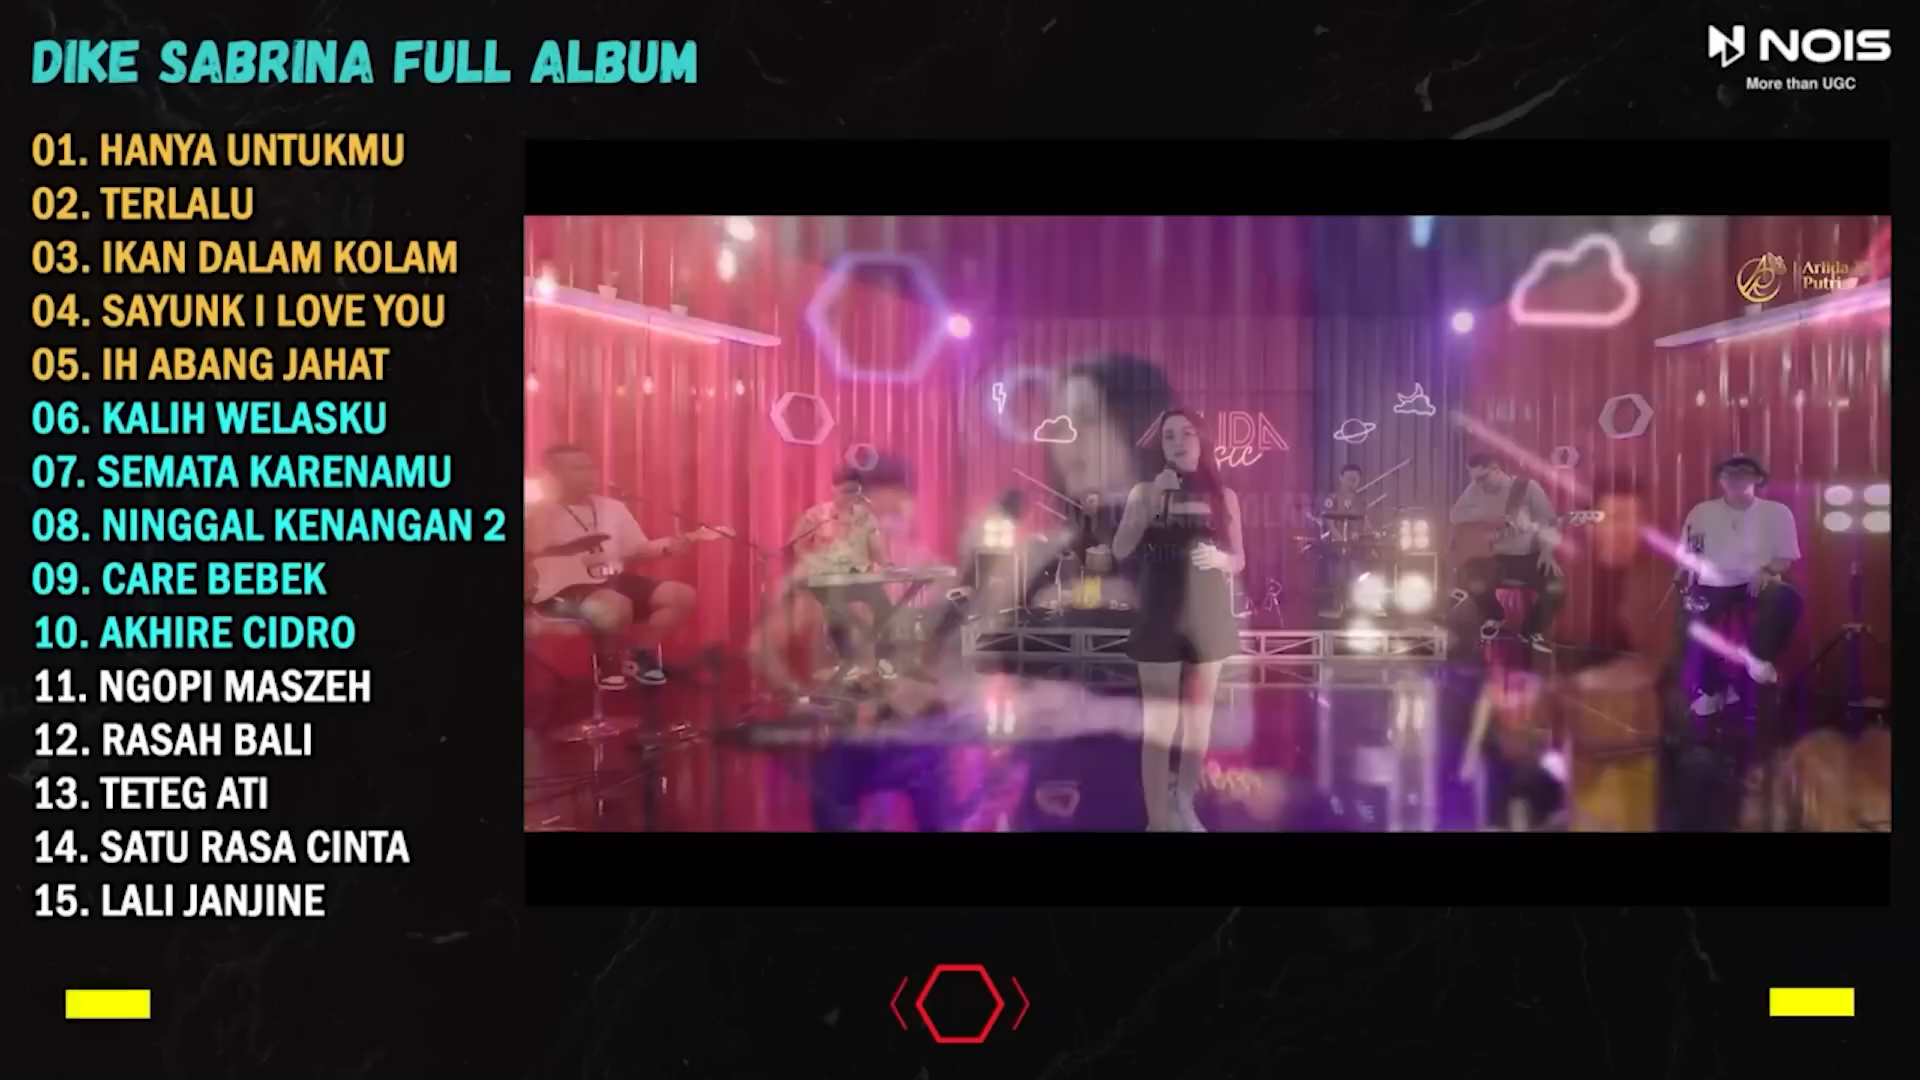 DIKE SABRINA FULL ALBUM
NOIS
More than UGC
01. HANYA UNTUKMU
02. TERLALU
03. IKAN DALAM KOLAM
04. SAYUNK I LOVE YOU
05. IH ABANG JAHAT
06. KALIH WELASKU
07. SEMATA KARENAMU
08. NINGGAL KENANGAN 2
09. CARE BEBEK
10. AKHIRE CIDRO
11. NGOPI MASZEH
12. RASAH BALI
13. TETEG ATI
14. SATU RASA CINTA
15. LALI JANJINE
Arlida
Putri